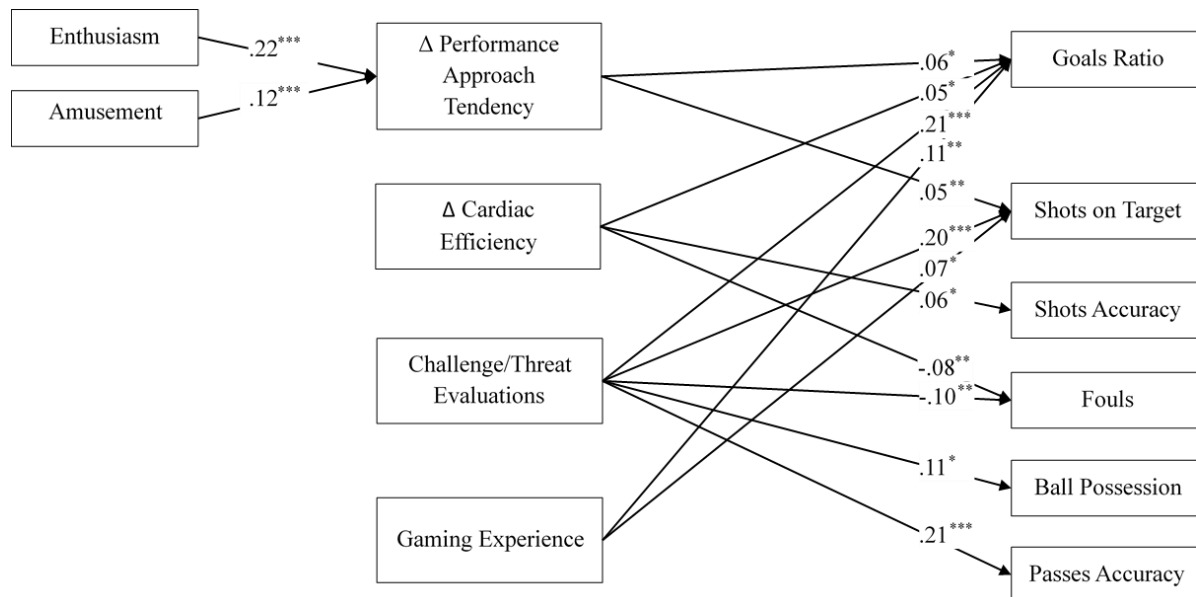 Enthusiasm
Amusement
.22***
.12***
Δ Performance
Approach
Tendency
Δ Cardiac
Efficiency
Challenge/Threat
Evaluations
Gaming Experience
.06*
.05*
.21***
.11**
.05**
.20***
.07*
.06*
-.08**
-.10**
.11*
.21***
Goals Ratio
Shots on Target
Shots Accuracy
Fouls
Ball Possession
Passes Accuracy